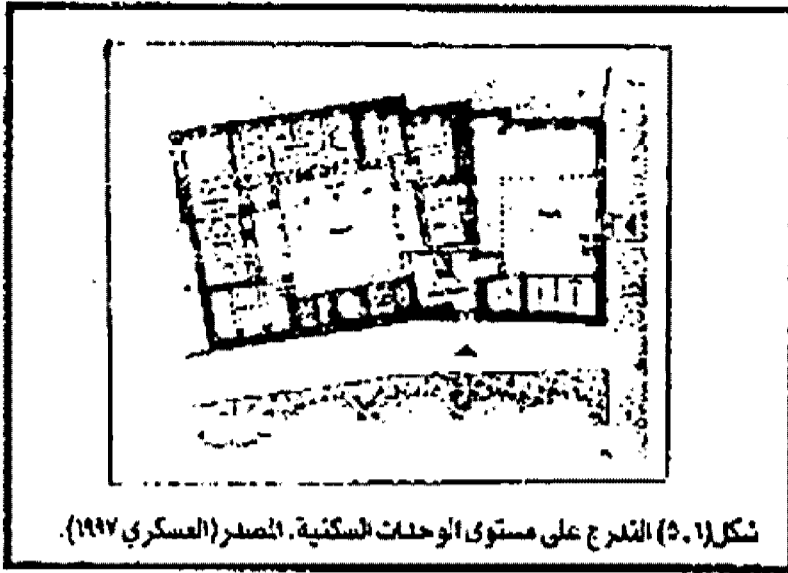 شكل (٥.٦) التدرج على مستوى الوحدات السكنية. المصدر (العسكري ١٩٩٧).